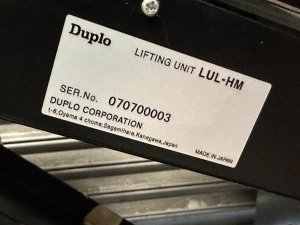 Duplo
LIFTING UNIT LUL-HM
SER.No. 070700003
DUPLO CORPORATION
1-6,Oyama 4 chome,Sagamihara,Kanagawa,Japan
MADE IN JAPAN